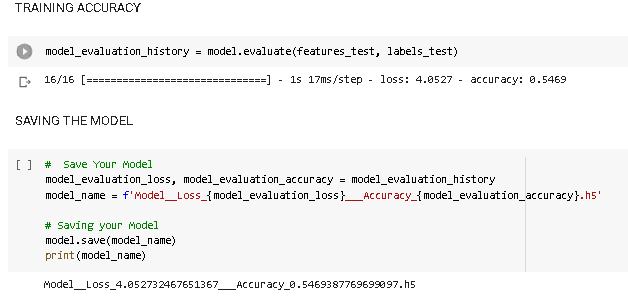 TRAINING ACCURACY
model_evaluation_history = model.evaluate(features_test, labels_test)
16/16 [==============================] - 1s 17ms/step - loss: 4.0527 - accuracy: 0.5469
SAVING THE MODEL
[ ] #  Save Your Model
model_evaluation_loss, model_evaluation_accuracy = model_evaluation_history
model_name = f'Model__Loss_{model_evaluation_loss}___Accuracy_{model_evaluation_accuracy}.h5'
# Saving your Model
model.save(model_name)
print(model_name)
Model__Loss_4.052732467651367___Accuracy_0.5469387769699097.h5